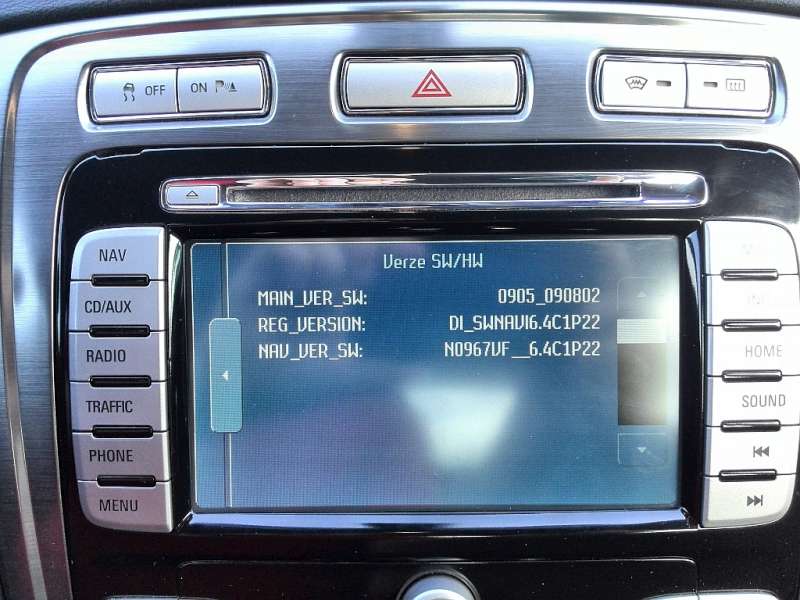 OFF ON P
NAV
CD/AUX
RADIO
TRAFFIC
PHONE
MENU
Verze SW/HW
MAIN_VER_SW: 0905_090802
REG_VERSION: DI_SWNAVI6.4C1P22
NAV_VER_SW: N0967VF__6.4C1P22
HOME
SOUND